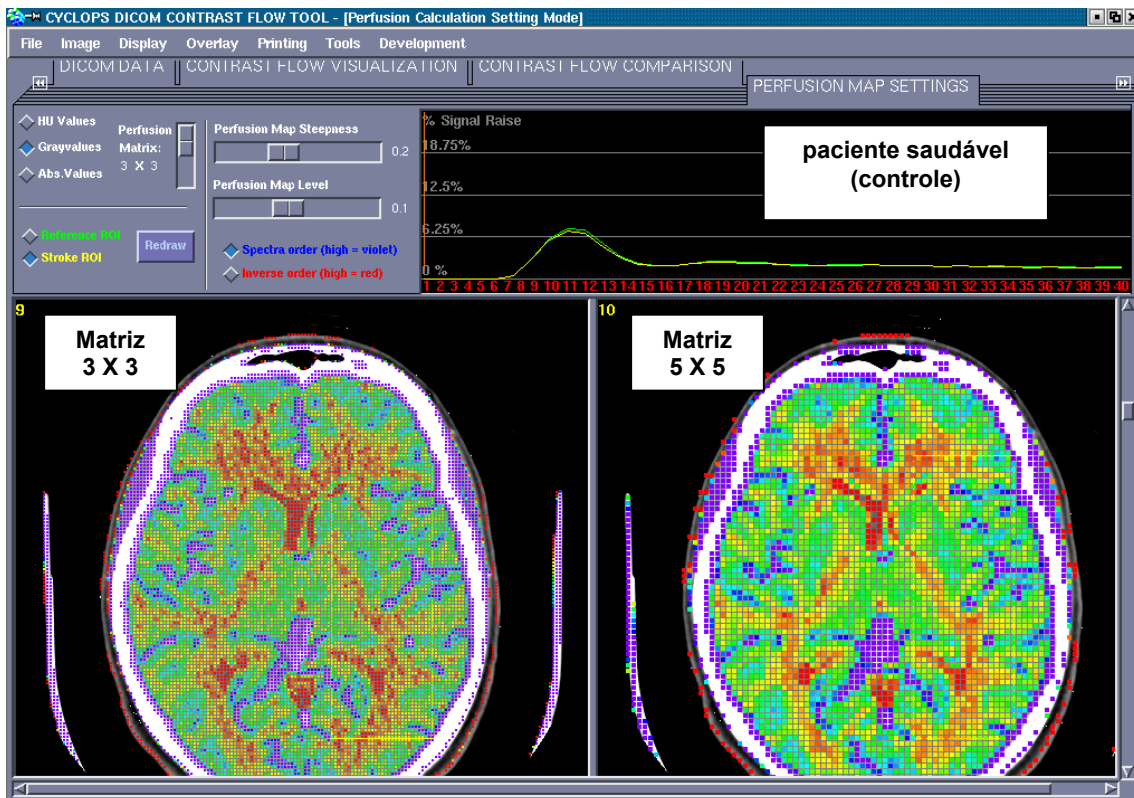 CYCLOPS DICOM CONTRAST FLOW TOOL - [Perfusion Calculation Setting Mode]
File Image Display Overlay Printing Tools Development
DICOM DATA CONTRAST FLOW VISUALIZATION CONTRAST FLOW COMPARISON
PERFUSION MAP SETTINGS
HU Values
Grayvalues
Abs.Values
Perfusion
Matrix:
3 X 3
Reference ROI
Stroke ROI
Redraw
Perfusion Map Steepness
0.2
Perfusion Map Level
0.1
Spectra order (high = violet)
Inverse order (high = red)
% Signal Raise
18.75%
12.5%
6.25%
0 %
1 2 3 4 5 6 7 8 9 10 11 12 13 14 15 16 17 18 19 20 21 22 23 24 25 26 27 28 29 30 31 32 33 34 35 36 37 38 39 40
paciente saudável
(controle)
9
Matriz
3 X 3
10
Matriz
5 X 5